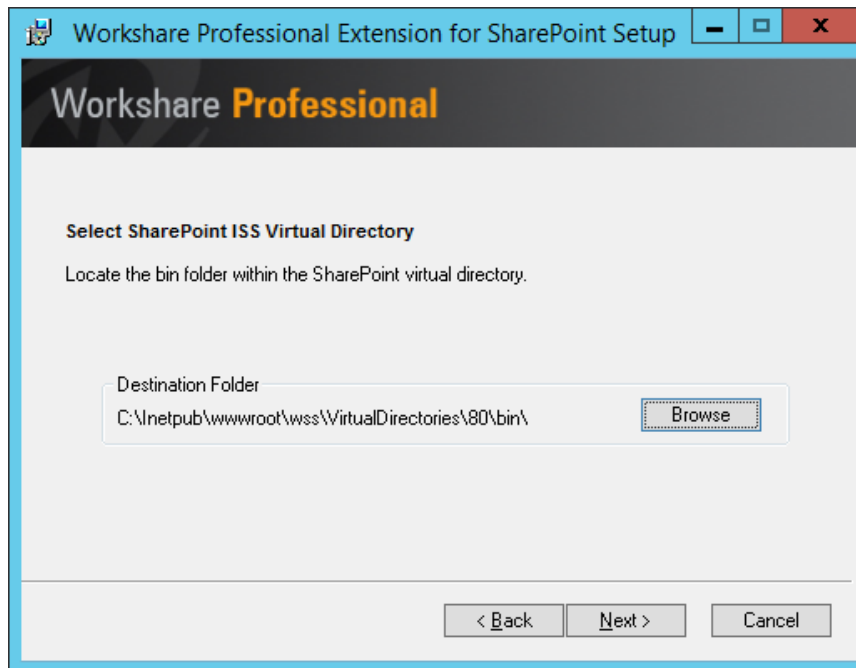 Workshare Professional Extension for SharePoint Setup
Workshare Professional
Select SharePoint ISS Virtual Directory
Locate the bin folder within the SharePoint virtual directory.
Destination Folder
C:\Inetpub\wwwroot\wss\VirtualDirectories\80\bin\ Browse
< Back Next > Cancel